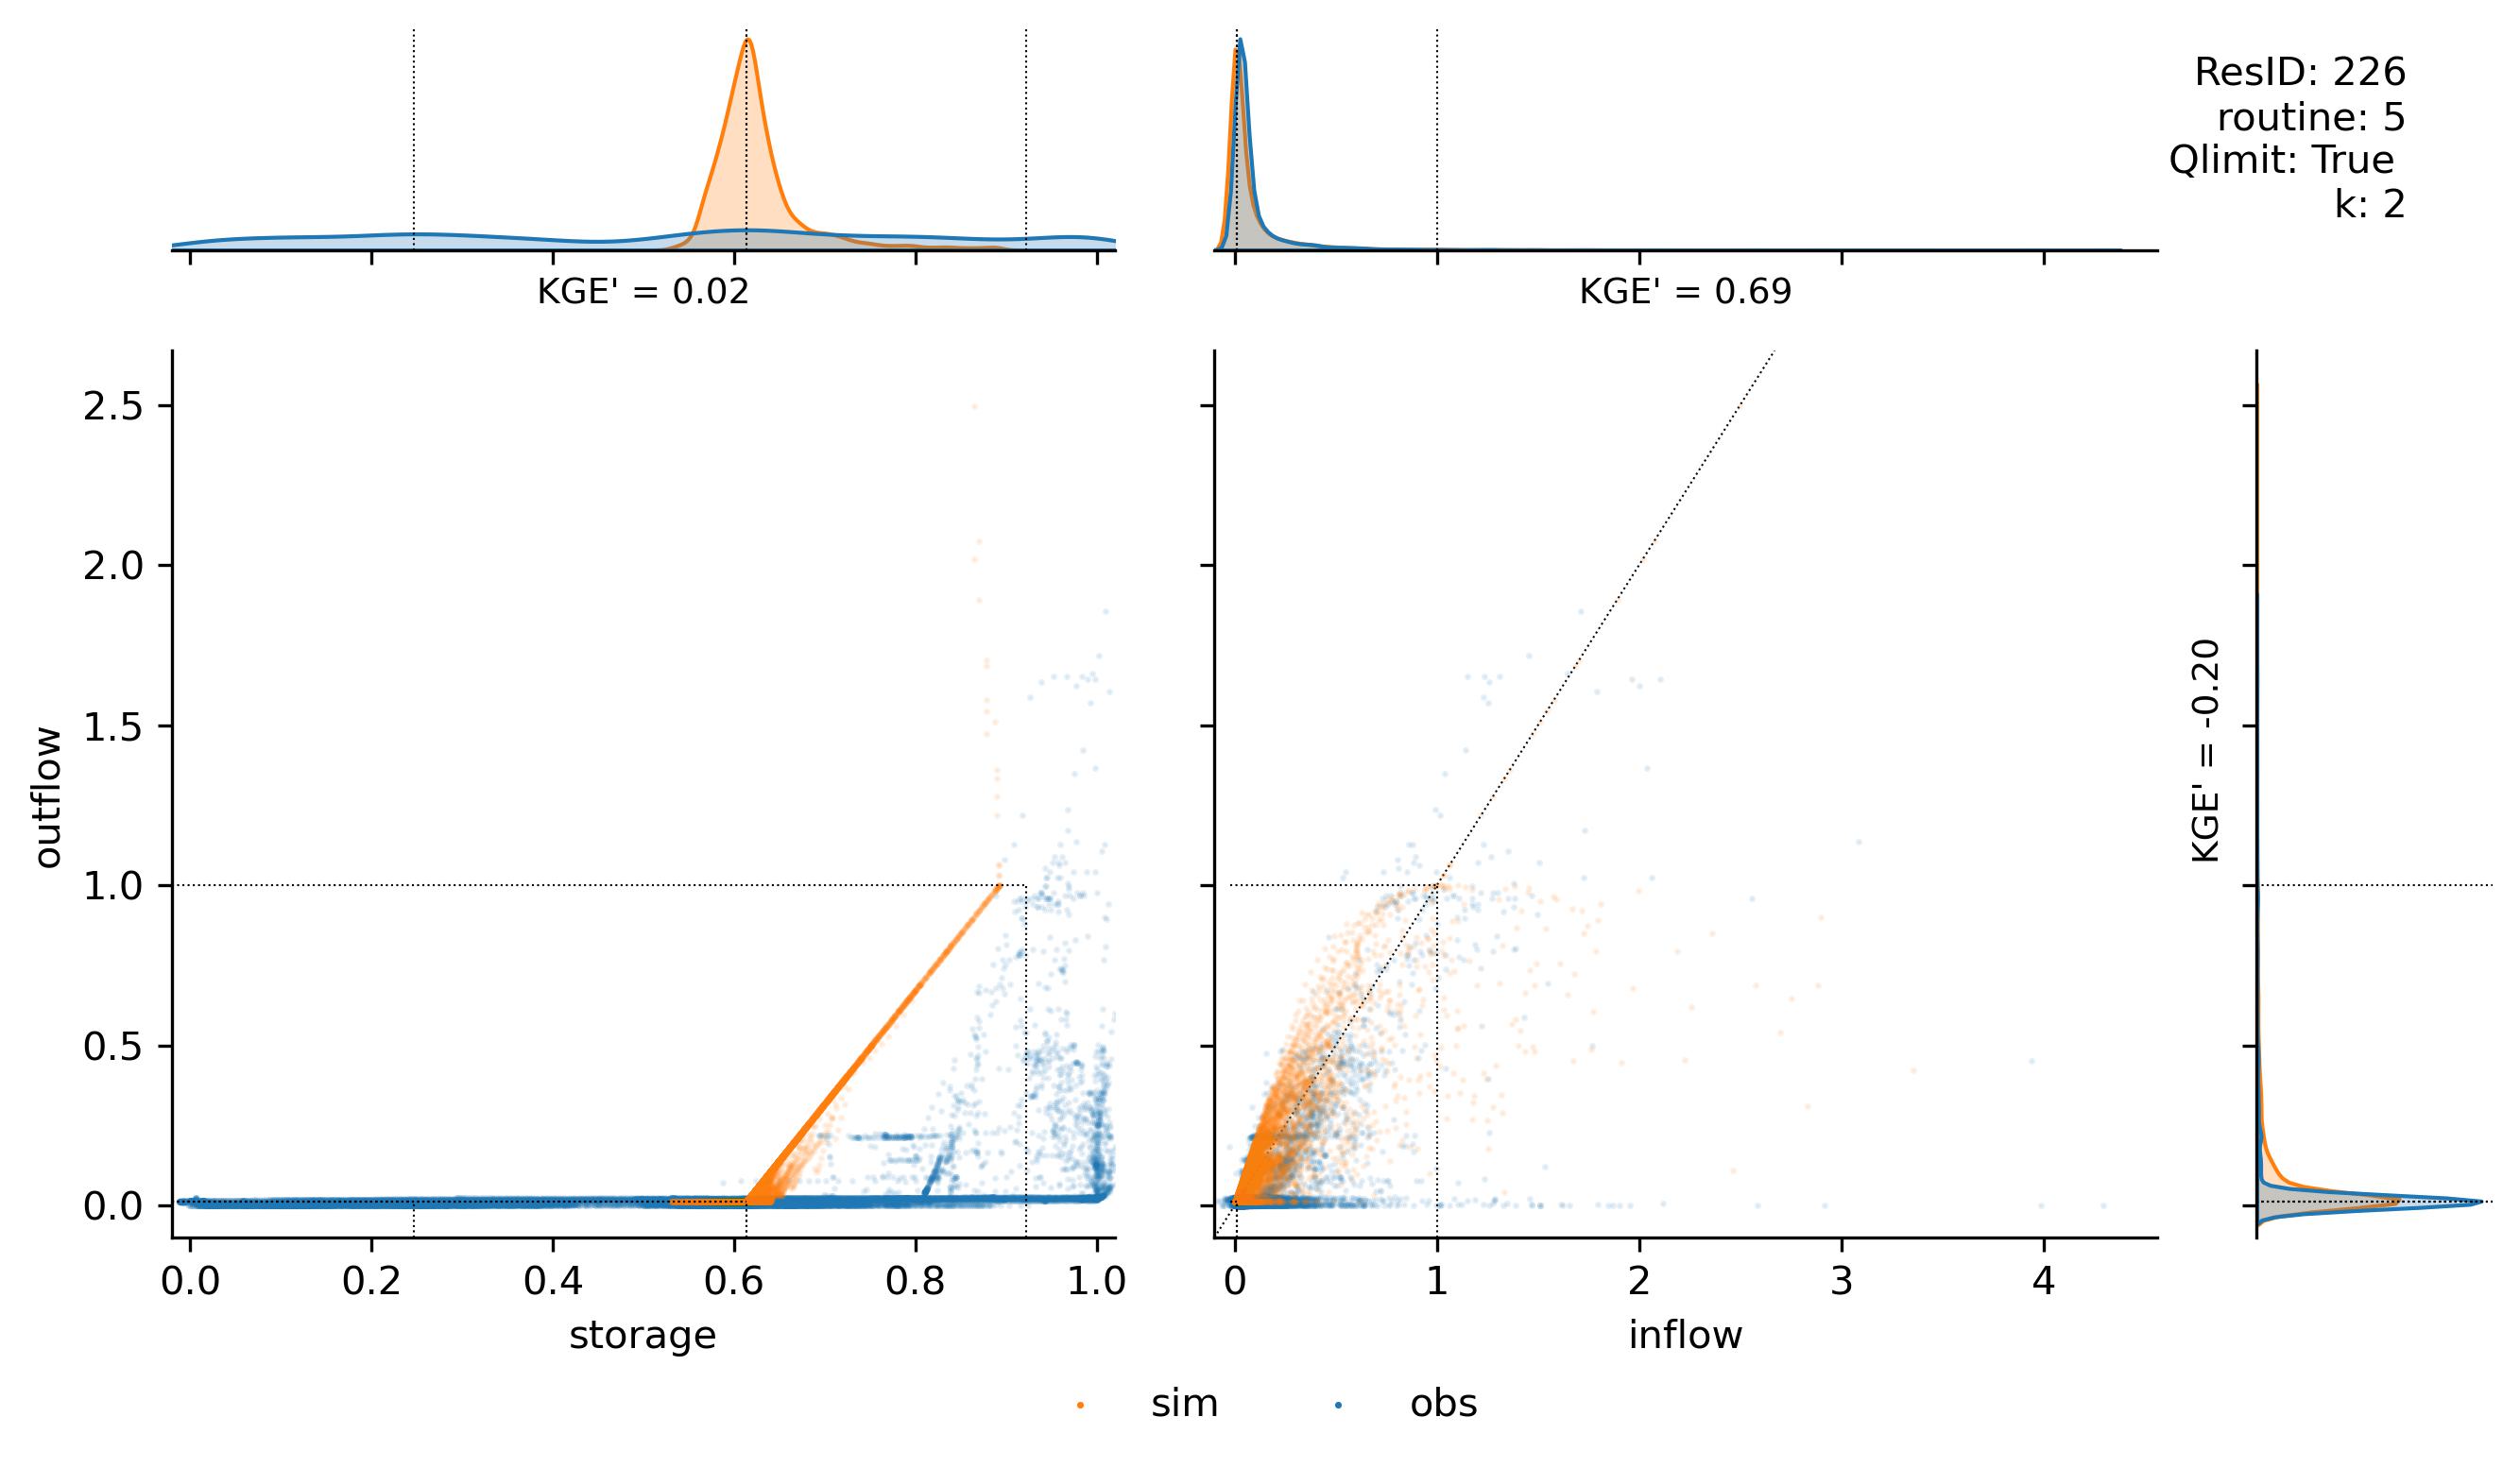 ResID: 226
routine: 5
Qlimit: True
k: 2
KGE' = 0.02
KGE' = 0.69
outflow
2.5
2.0
1.5
1.0
0.5
0.0
KGE' = -0.20
0.0 0.2 0.4 0.6 0.8 1.0
storage
0 1 2 3 4
inflow
sim obs